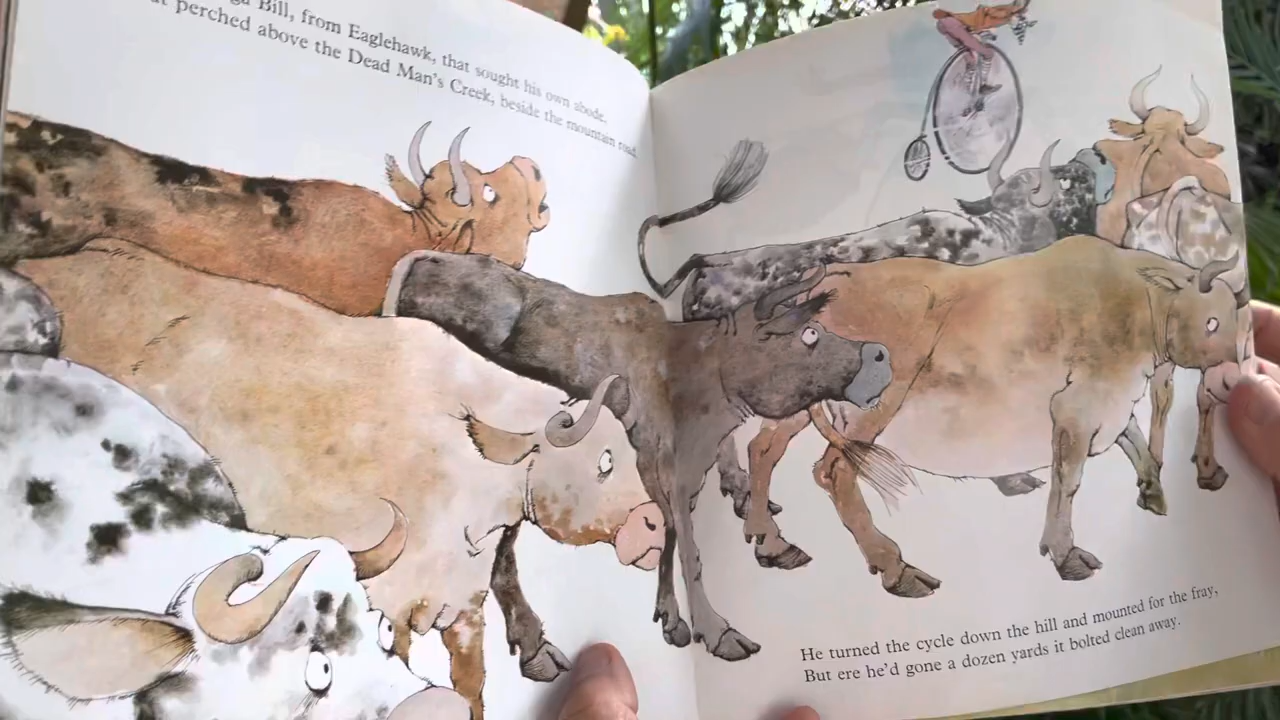 Bill, from Eaglehawk, that sought his own abode,
perched above the Dead Man's Creek, beside the mountain road.
He turned the cycle down the hill and mounted for the fray,
But ere he'd gone a dozen yards it bolted clean away.